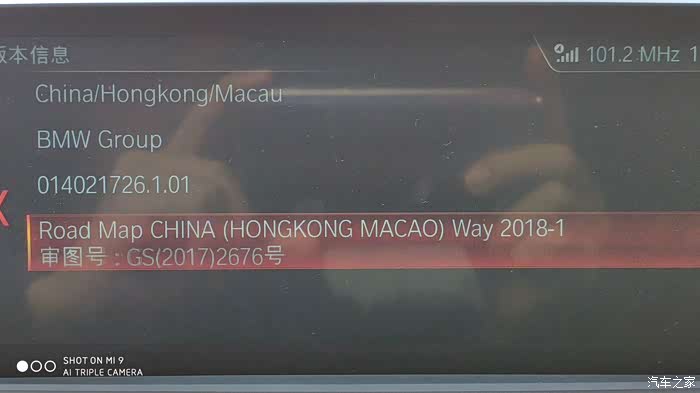 版本信息
101.2 MHz 1
China/Hongkong/Macau
BMW Group
014021726.1.01
Road Map CHINA (HONGKONG MACAO) Way 2018-1
审图号：GS(2017)2676号
SHOT ON MI 9
AI TRIPLE CAMERA
汽车之家